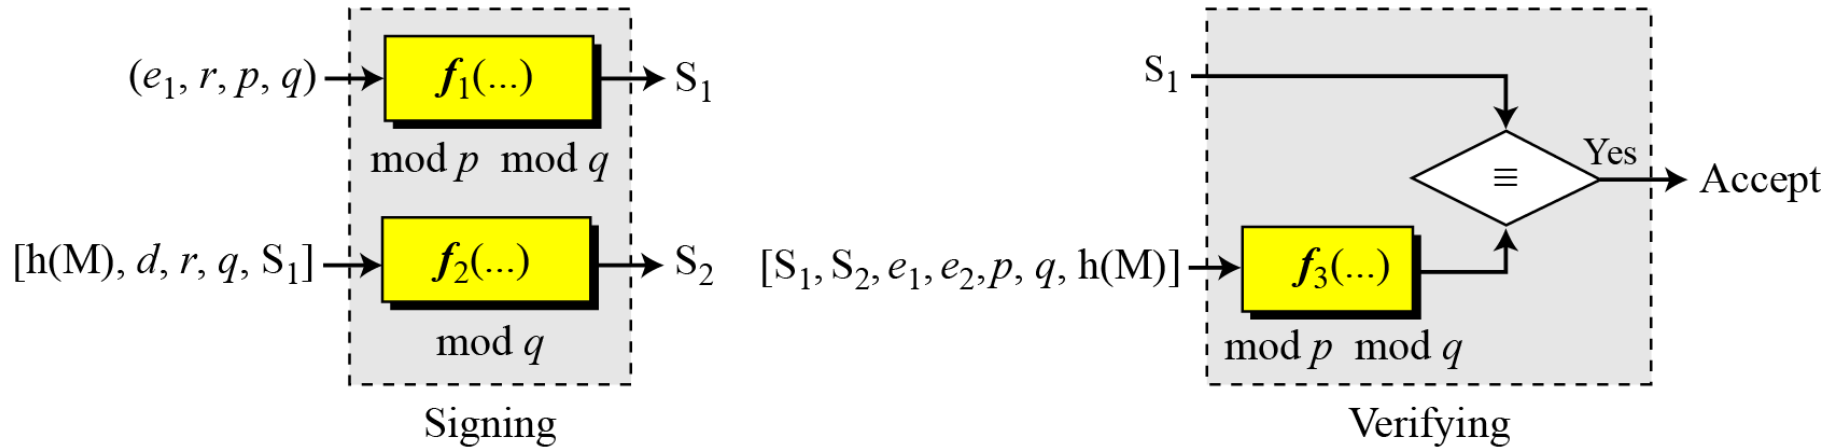 (e₁, r, p, q) f₁(...) S₁
mod p mod q
[h(M), d, r, q, S₁] f₂(...) S₂
mod q
Signing
S₁
≡ Yes Accept
[S₁, S₂, e₁, e₂, p, q, h(M)] f₃(...)
mod p mod q
Verifying